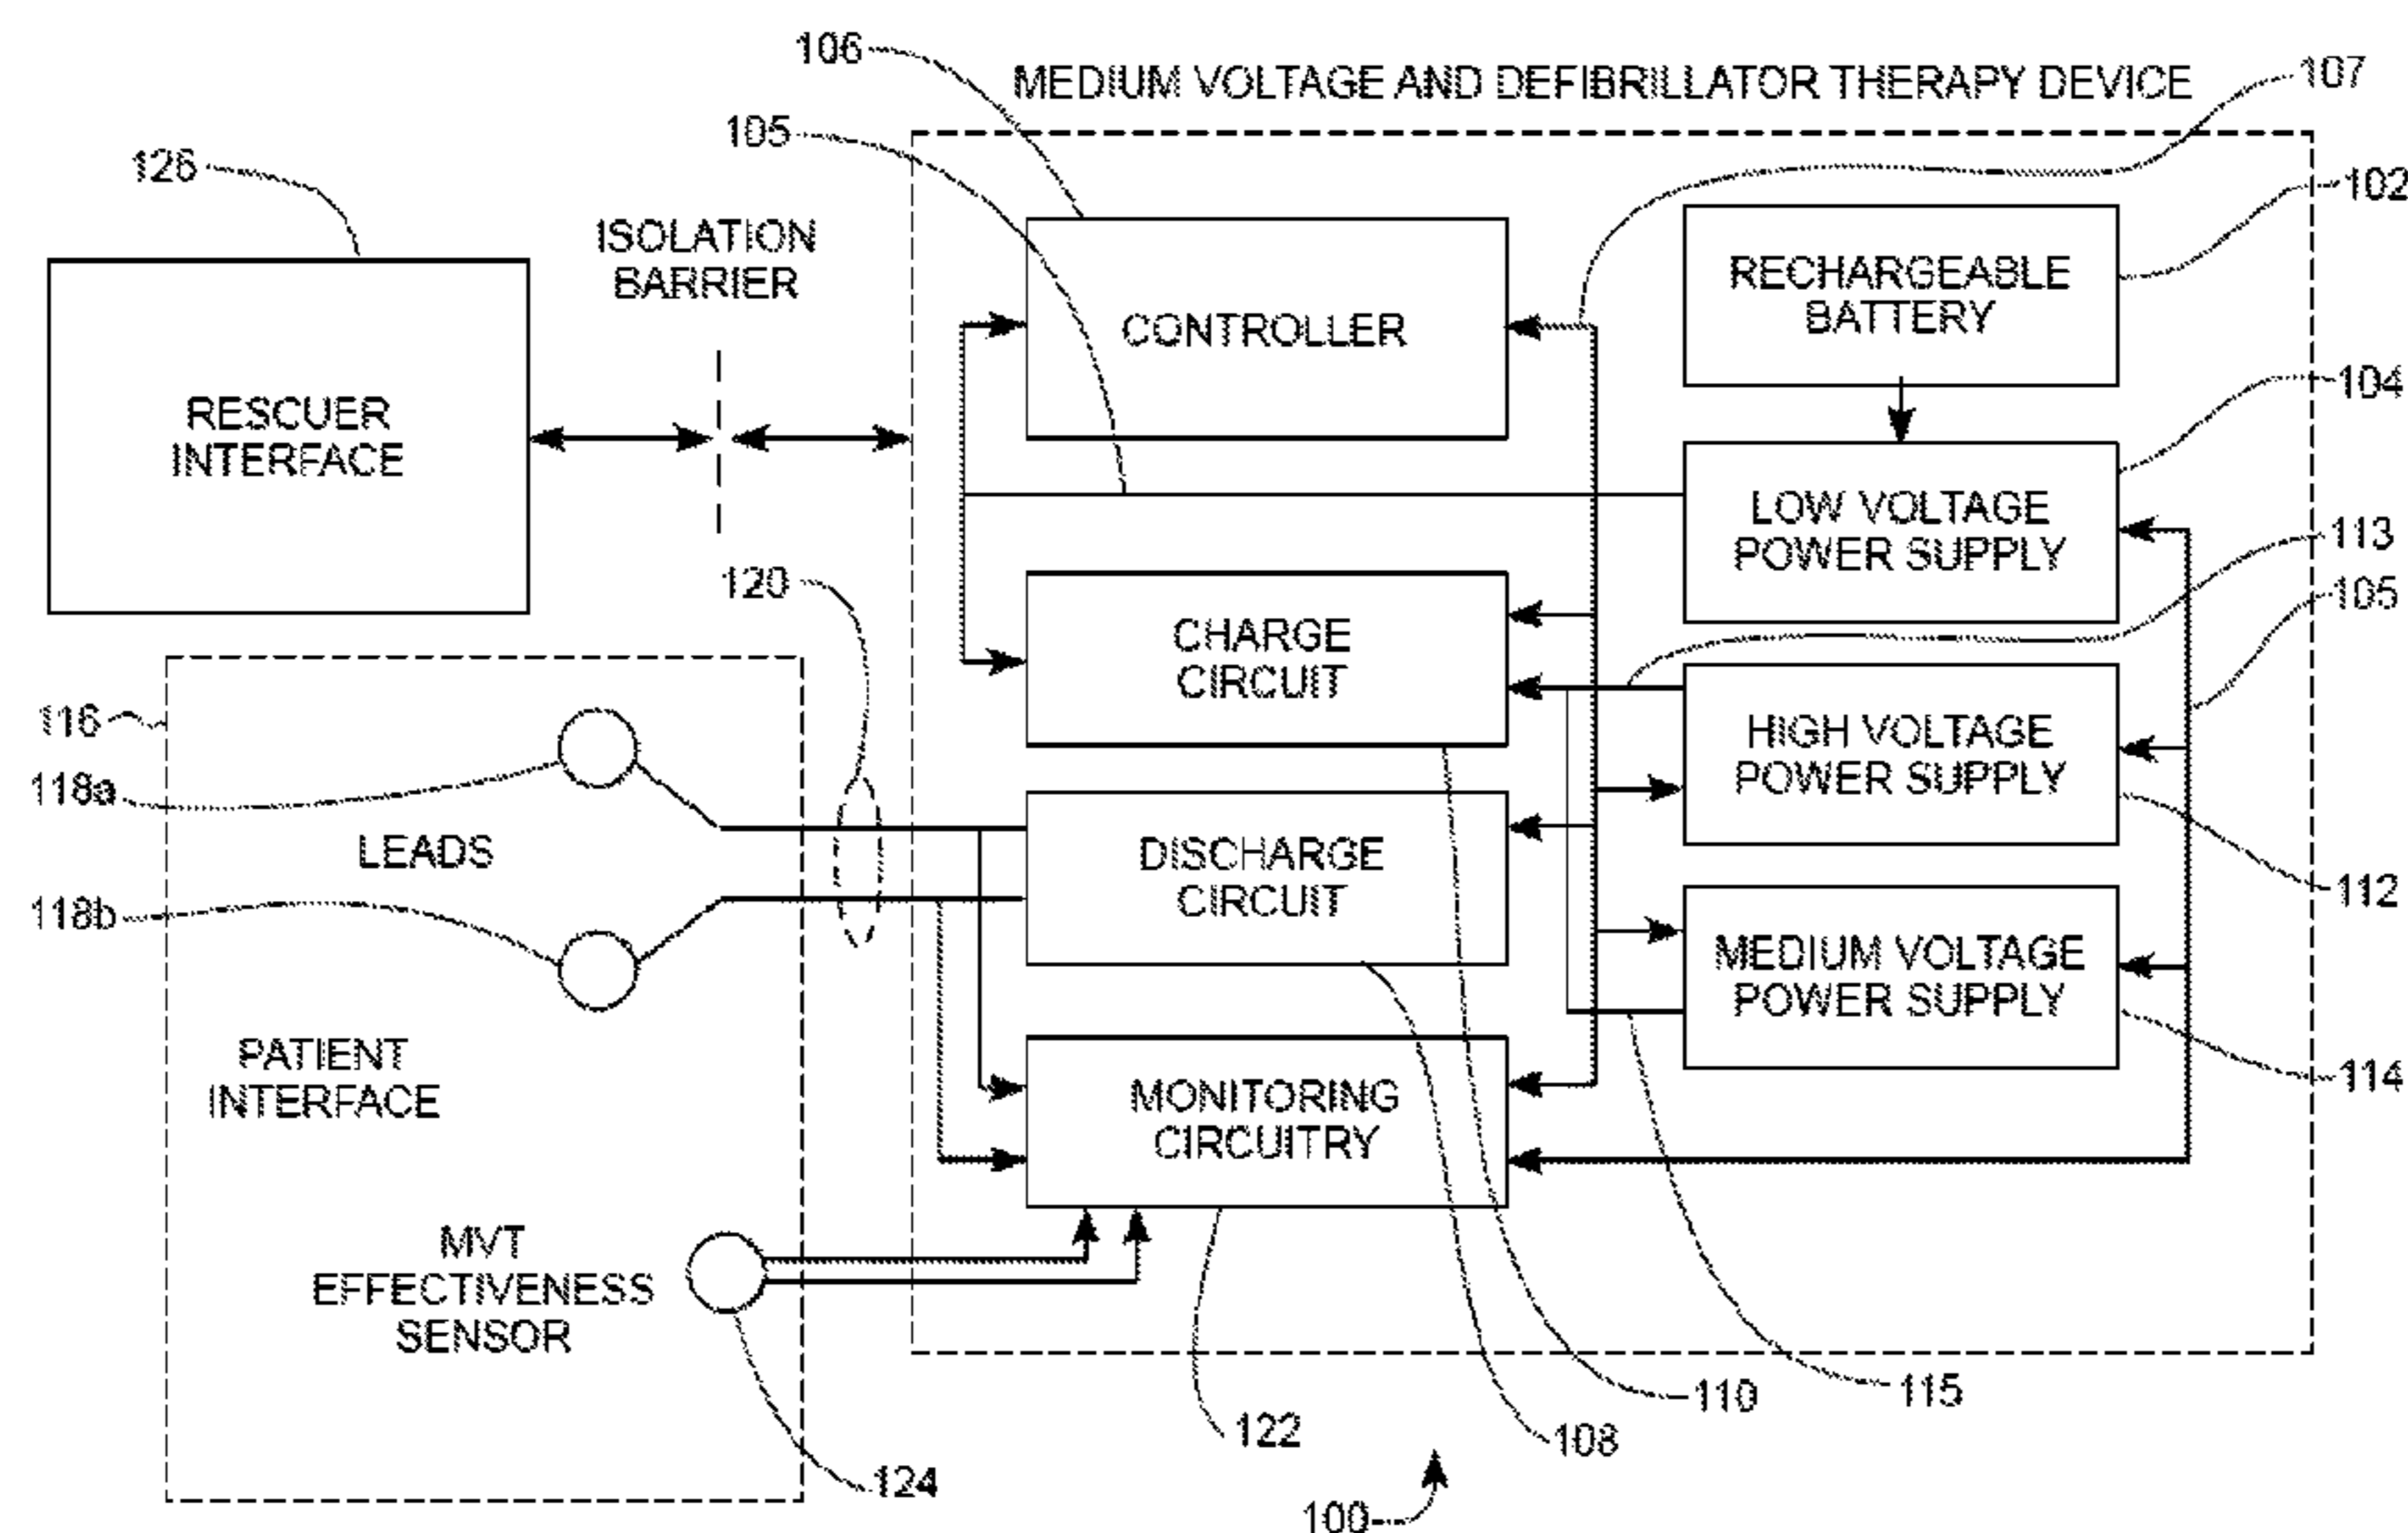 106
MEDIUM VOLTAGE AND DEFIBRILLATOR THERAPY DEVICE
107
105
126
102
ISOLATION
BARRIER
RECHARGEABLE
BATTERY
CONTROLLER
104
RESCUER
INTERFACE
LOW VOLTAGE
POWER SUPPLY
113
120
105
CHARGE
CIRCUIT
116
HIGH VOLTAGE
POWER SUPPLY
118a
LEADS
DISCHARGE
CIRCUIT
112
118b
MEDIUM VOLTAGE
POWER SUPPLY
PATIENT
INTERFACE
MONITORING
CIRCUITRY
114
MVT
EFFECTIVENESS
SENSOR
110
115
122
108
124
100